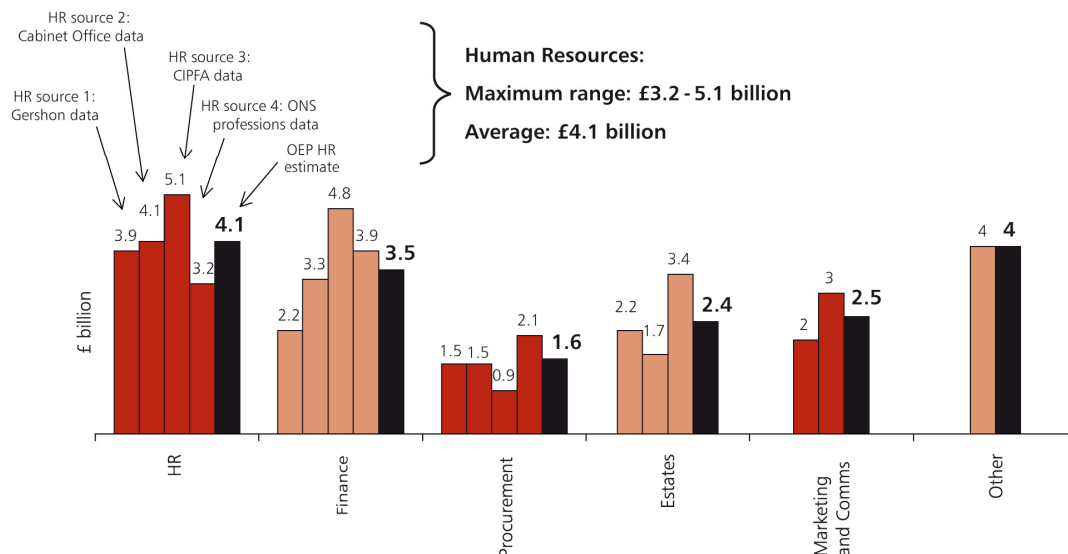 HR source 2:
Cabinet Office data
HR source 3:
CIPFA data
HR source 1:
Gershon data
HR source 4: ONS
professions data
OEP HR
estimate
Human Resources:
Maximum range: £3.2 - 5.1 billion
Average: £4.1 billion
£ billion
3.9
4.1
5.1
3.2
4.1
2.2
3.3
4.8
3.9
3.5
1.5
1.5
0.9
2.1
1.6
2.2
1.7
3.4
2.4
2
3
2.5
4
4
HR
Finance
Procurement
Estates
Marketing
and Comms
Other